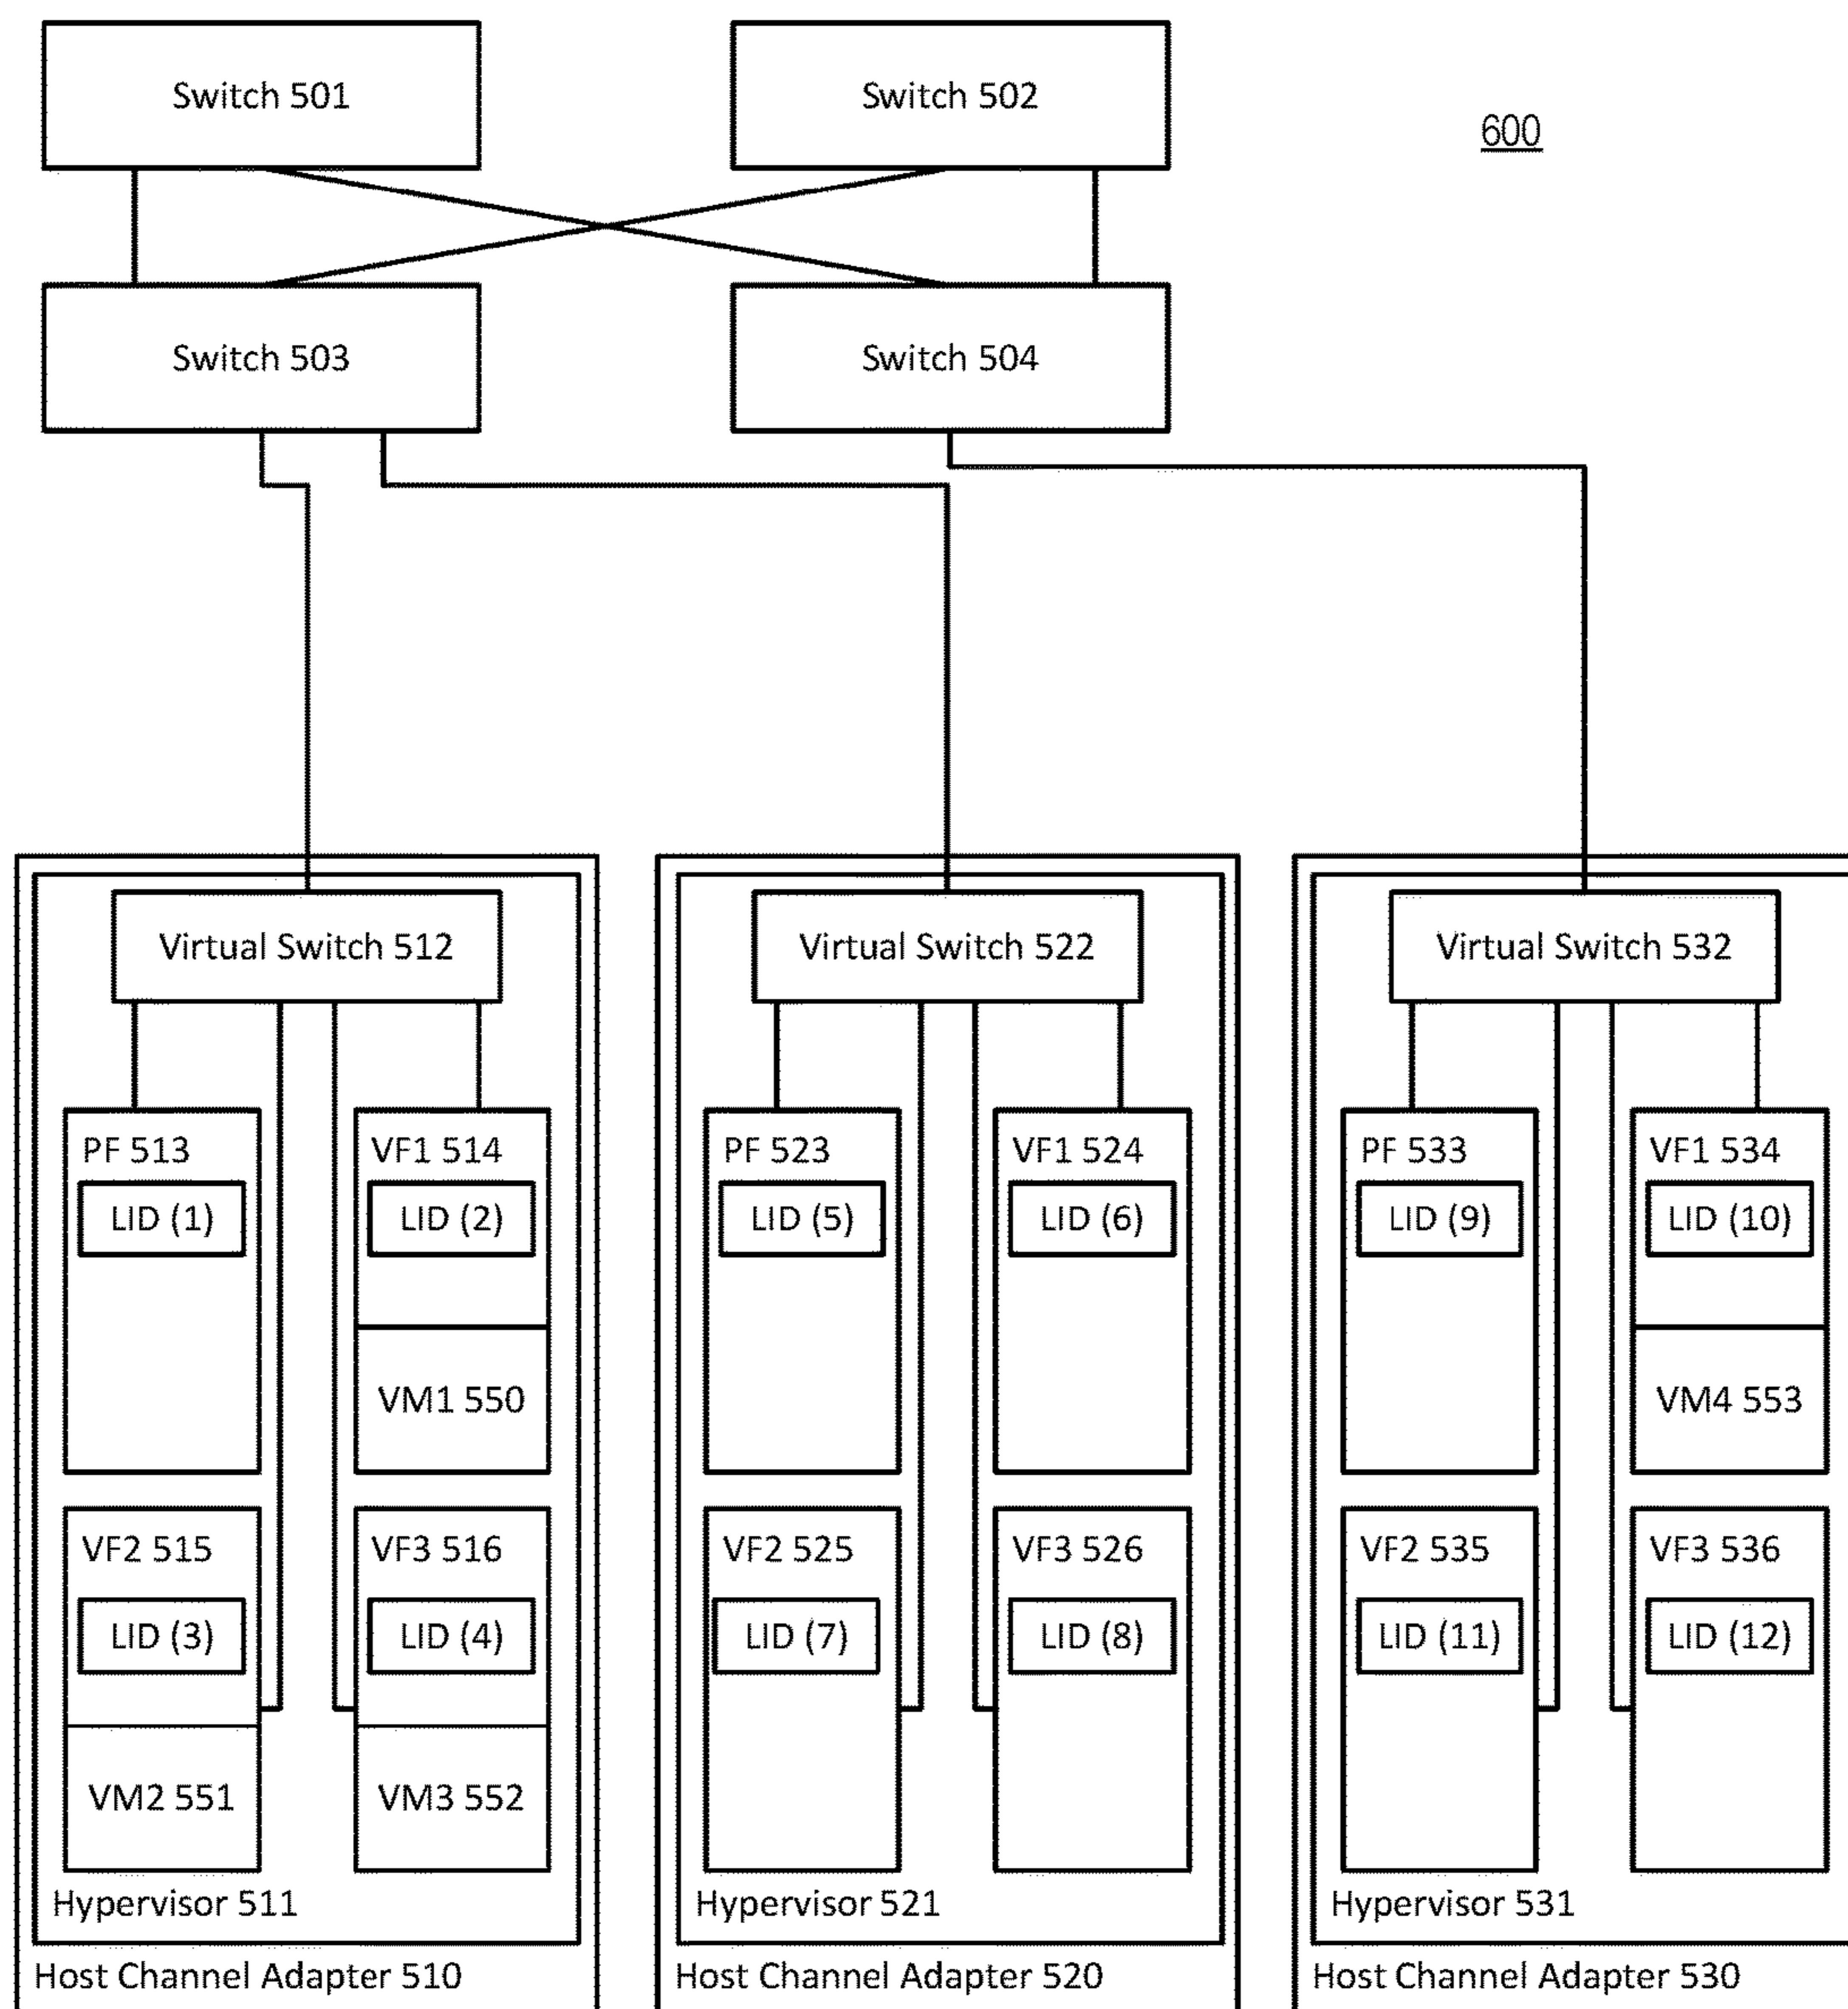 Switch 501
Switch 502
600
Switch 503
Switch 504
Virtual Switch 512
Virtual Switch 522
Virtual Switch 532
PF 513
LID (1)
VF1 514
LID (2)
VM1 550
VF2 515
LID (3)
VM2 551
VF3 516
LID (4)
VM3 552
Hypervisor 511
Host Channel Adapter 510
PF 523
LID (5)
VF1 524
LID (6)
VF2 525
LID (7)
VF3 526
LID (8)
Hypervisor 521
Host Channel Adapter 520
PF 533
LID (9)
VF1 534
LID (10)
VM4 553
VF2 535
LID (11)
VF3 536
LID (12)
Hypervisor 531
Host Channel Adapter 530